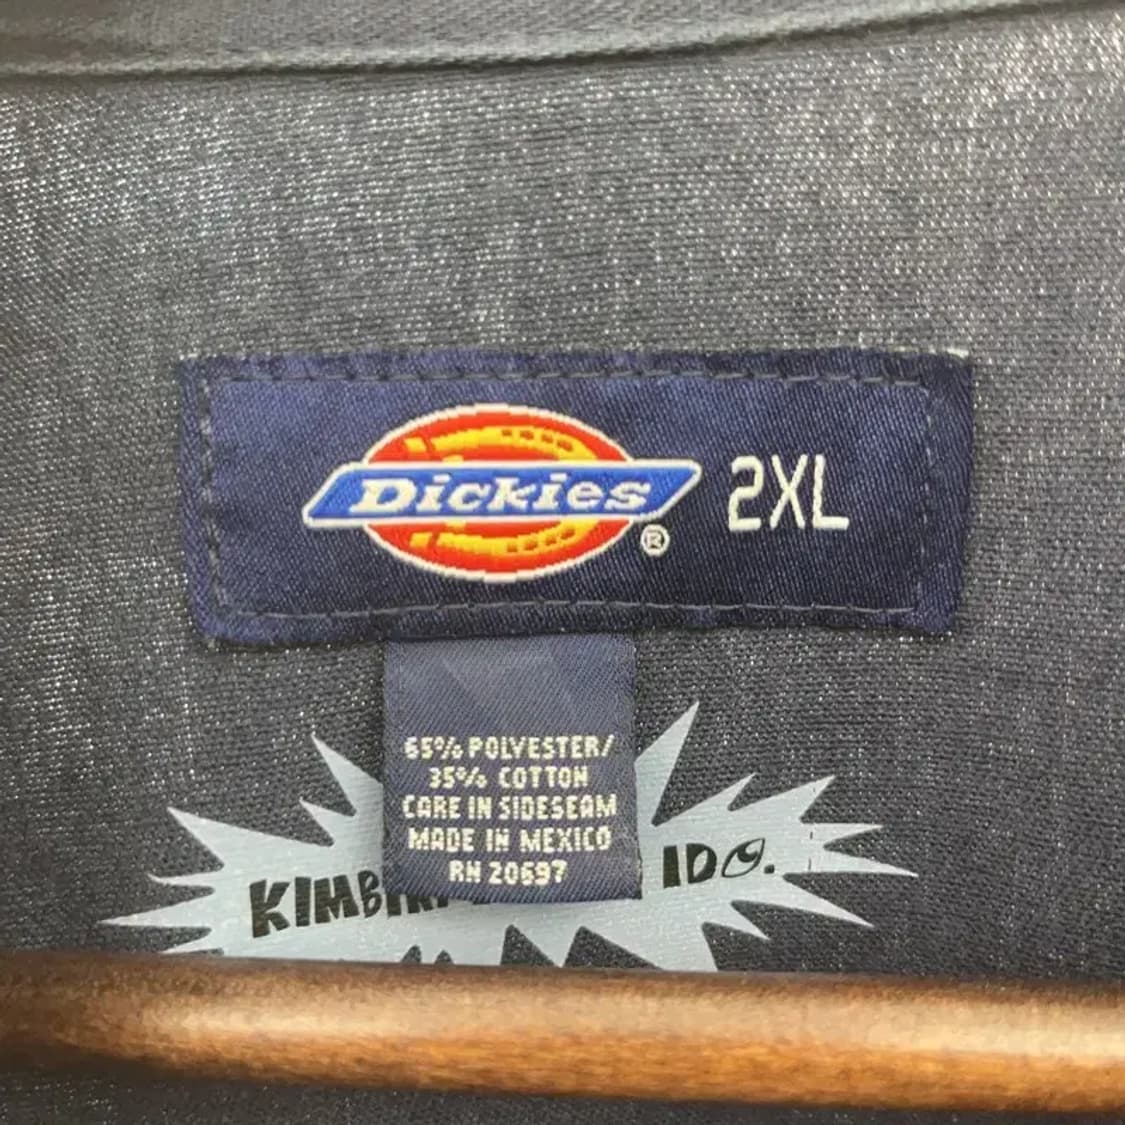 Dickies ® 2XL
65% POLYESTER/
35% COTTON
CARE IN SIDESEAM
MADE IN MEXICO
RN 20697